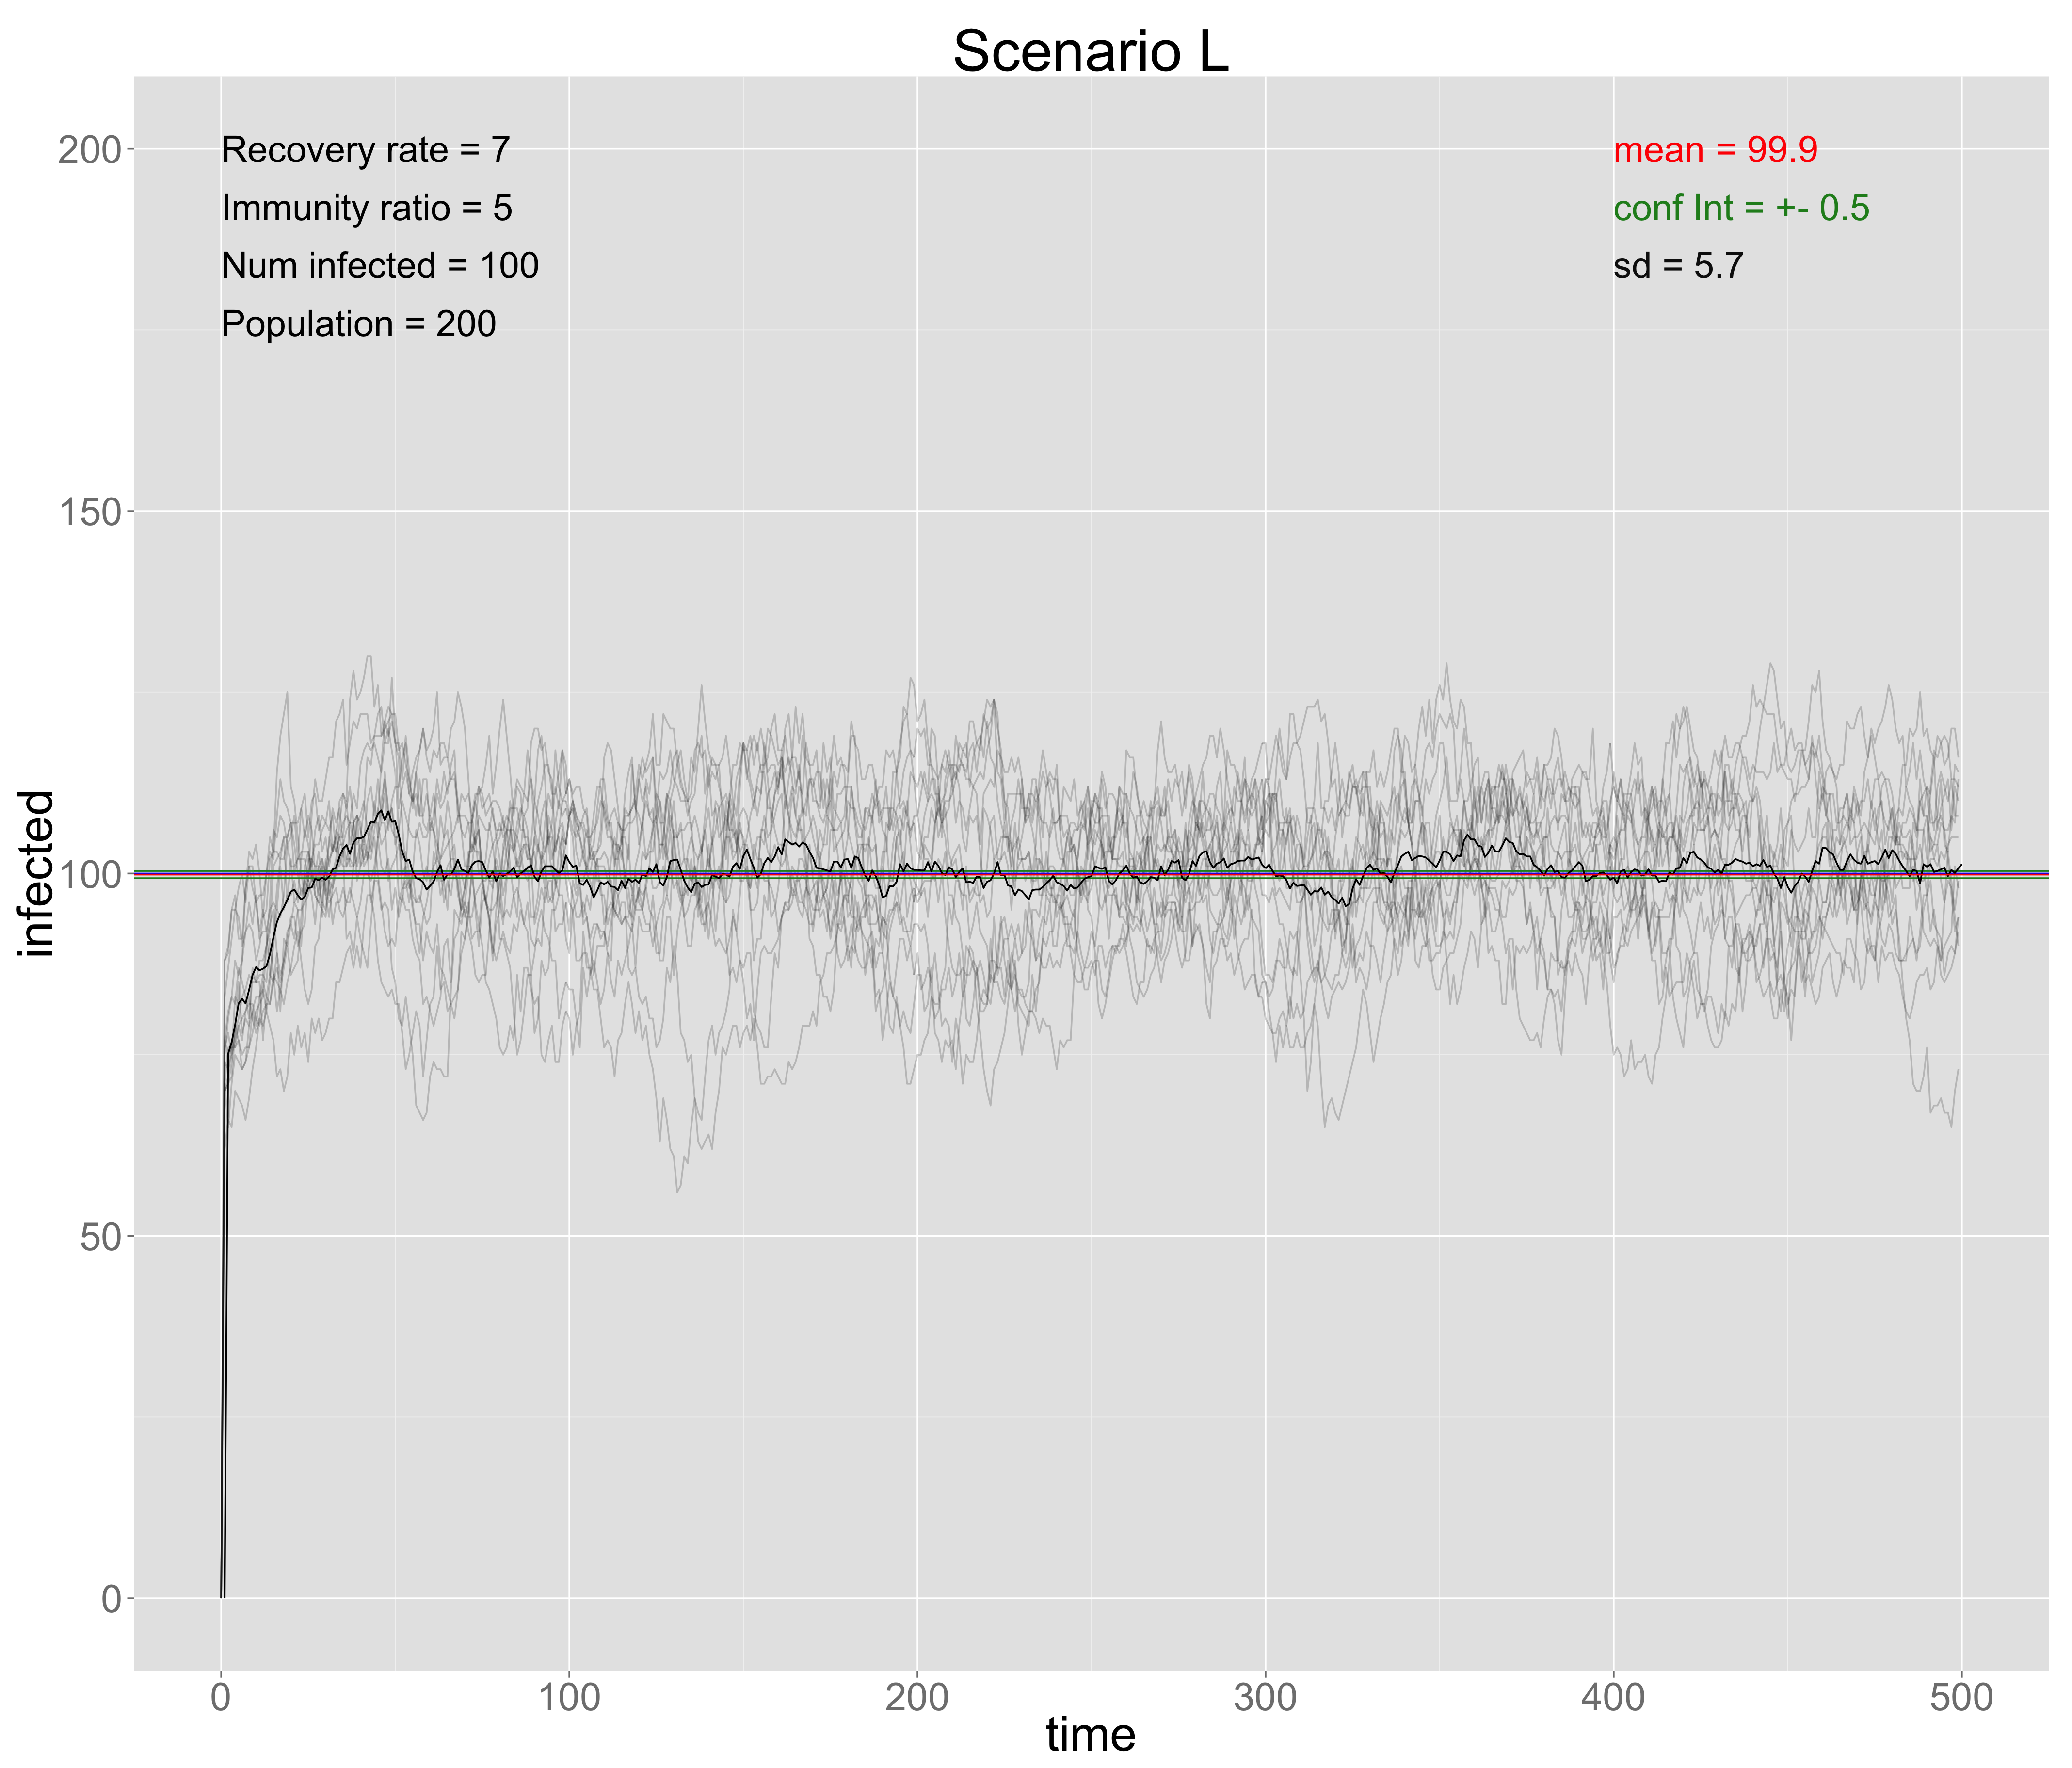 Scenario L
200
Recovery rate = 7
mean = 99.9
Immunity ratio = 5
conf Int = +- 0.5
Num infected = 100
sd = 5.7
Population = 200
150
100
50
0
infected
0 100 200 300 400 500
time